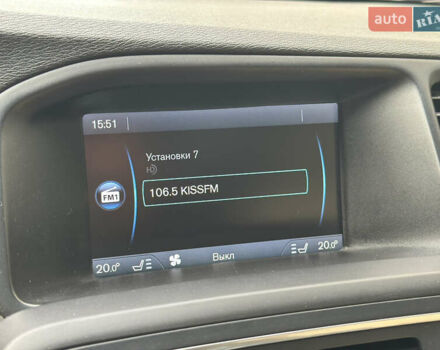 auto RIA
15:51
Установки 7
FM1
106.5 KISSFM
20.0° Выкл 20.0°